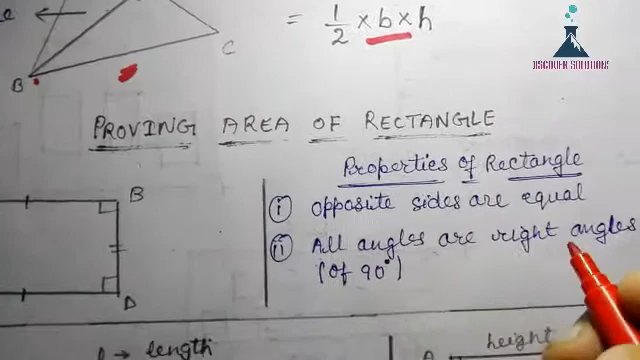 = 1/2 × b × h
B
C
DISCOVER SOLUTIONS
PROVING AREA OF RECTANGLE
Properties of Rectangle
B
(i) Opposite sides are equal
(ii) All angles are right angles
(of 90°)
D
l → length
A
height